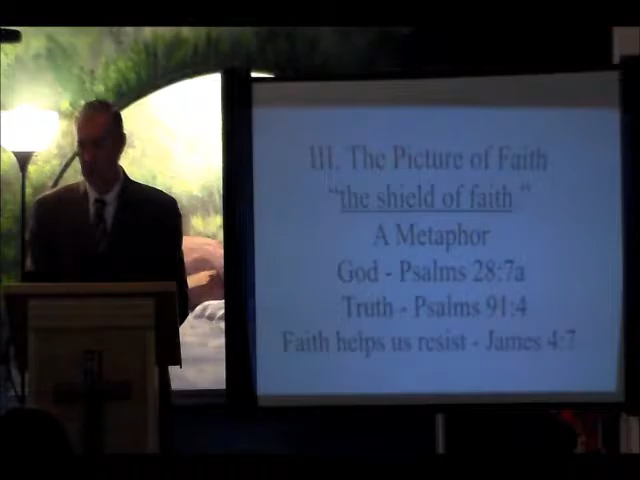 III. The Picture of Faith
“the shield of faith ”
A Metaphor
God - Psalms 28:7a
Truth - Psalms 91:4
Faith helps us resist - James 4:7